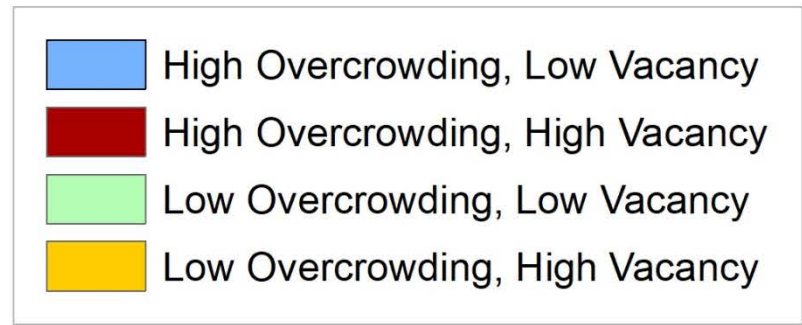 High Overcrowding, Low Vacancy
High Overcrowding, High Vacancy
Low Overcrowding, Low Vacancy
Low Overcrowding, High Vacancy